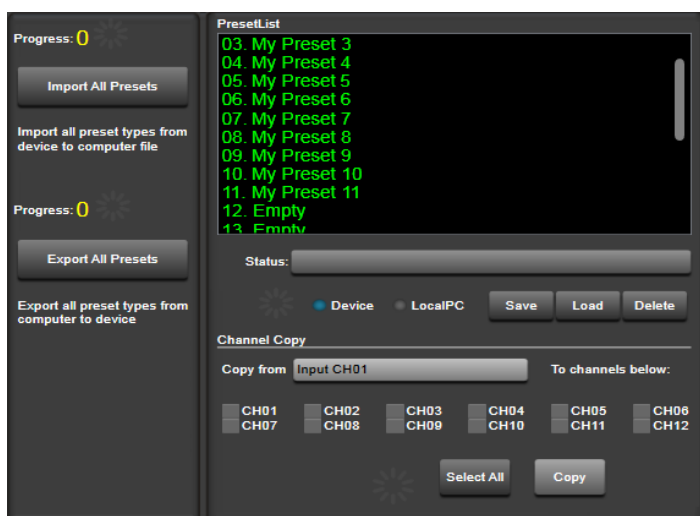 Progress: 0
Import All Presets
Import all preset types from
device to computer file
Progress: 0
Export All Presets
Export all preset types from
computer to device
PresetList
03. My Preset 3
04. My Preset 4
05. My Preset 5
06. My Preset 6
07. My Preset 7
08. My Preset 8
09. My Preset 9
10. My Preset 10
11. My Preset 11
12. Empty
13. Empty
Status:
Device LocalPC Save Load Delete
Channel Copy
Copy from Input CH01 To channels below:
CH01 CH02 CH03 CH04 CH05 CH06
CH07 CH08 CH09 CH10 CH11 CH12
Select All Copy